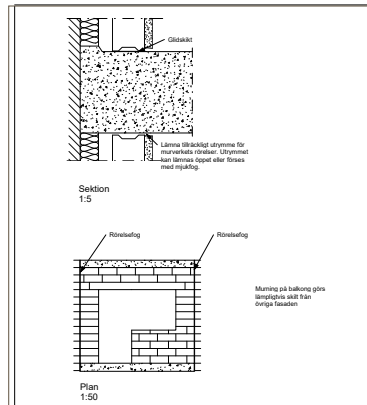 Glidskikt
Lämna tillräckligt utrymme för
murverkets rörelser. Utrymmet
kan lämnas öppet eller förses
med mjukfog.
Sektion
1:5
Rörelsefog
Rörelsefog
Murning på balkong görs
lämpligtvis skilt från
övriga fasaden
Plan
1:50